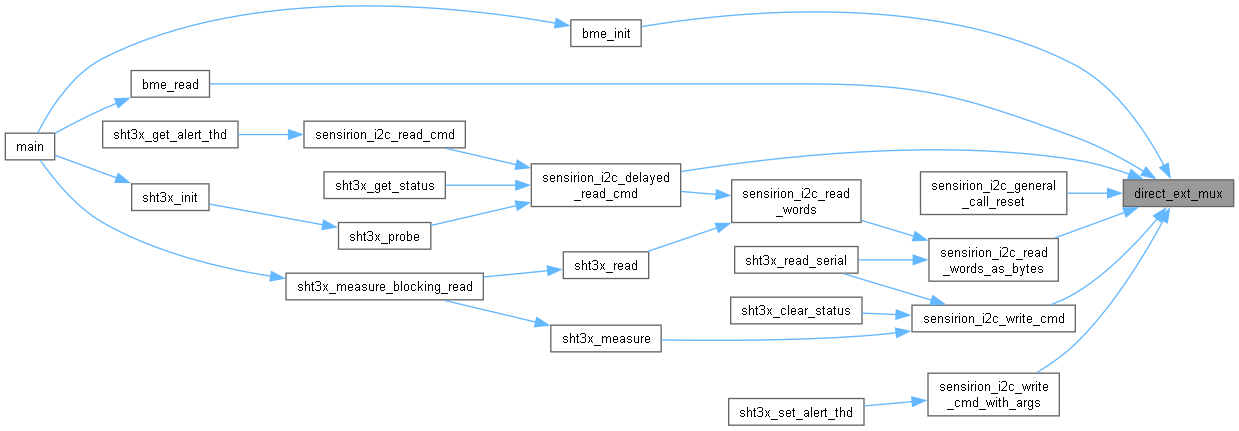 bme_init
bme_read
sht3x_get_alert_thd
sensirion_i2c_read_cmd
main
sht3x_get_status
sensirion_i2c_delayed
_read_cmd
sensirion_i2c_read
_words
sensirion_i2c_general
_call_reset
direct_ext_mux
sht3x_init
sht3x_probe
sht3x_read
sht3x_read_serial
sensirion_i2c_read
_words_as_bytes
sht3x_measure_blocking_read
sht3x_clear_status
sensirion_i2c_write_cmd
sht3x_measure
sensirion_i2c_write
_cmd_with_args
sht3x_set_alert_thd